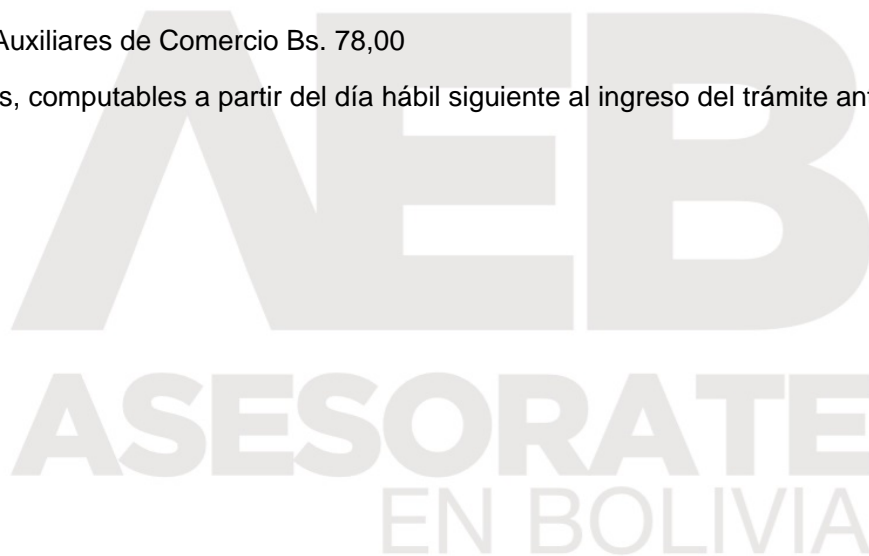 Auxiliares de Comercio Bs. 78,00
s, computables a partir del día hábil siguiente al ingreso del trámite an
AEB
ASESORATE
EN BOLIVIA